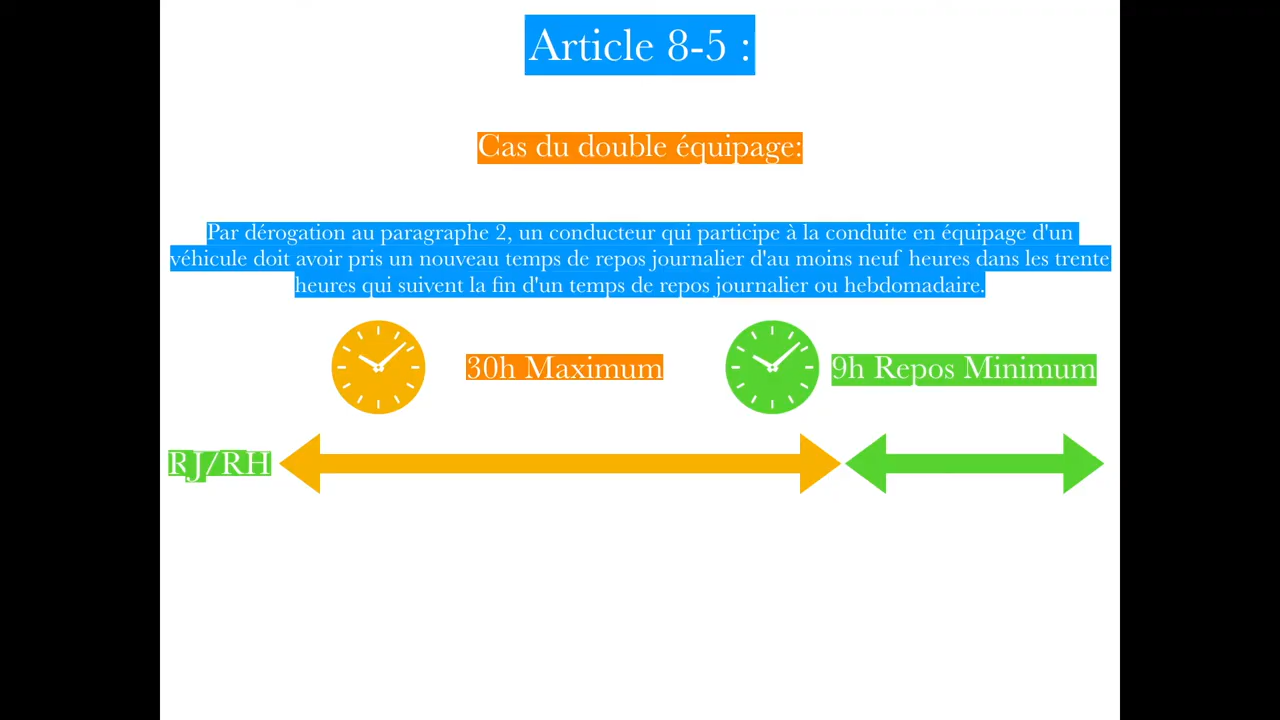 Article 8-5 :
Cas du double équipage:
Par dérogation au paragraphe 2, un conducteur qui participe à la conduite en équipage d'un
véhicule doit avoir pris un nouveau temps de repos journalier d'au moins neuf heures dans les trente
heures qui suivent la fin d'un temps de repos journalier ou hebdomadaire.
30h Maximum
9h Repos Minimum
RJ/RH